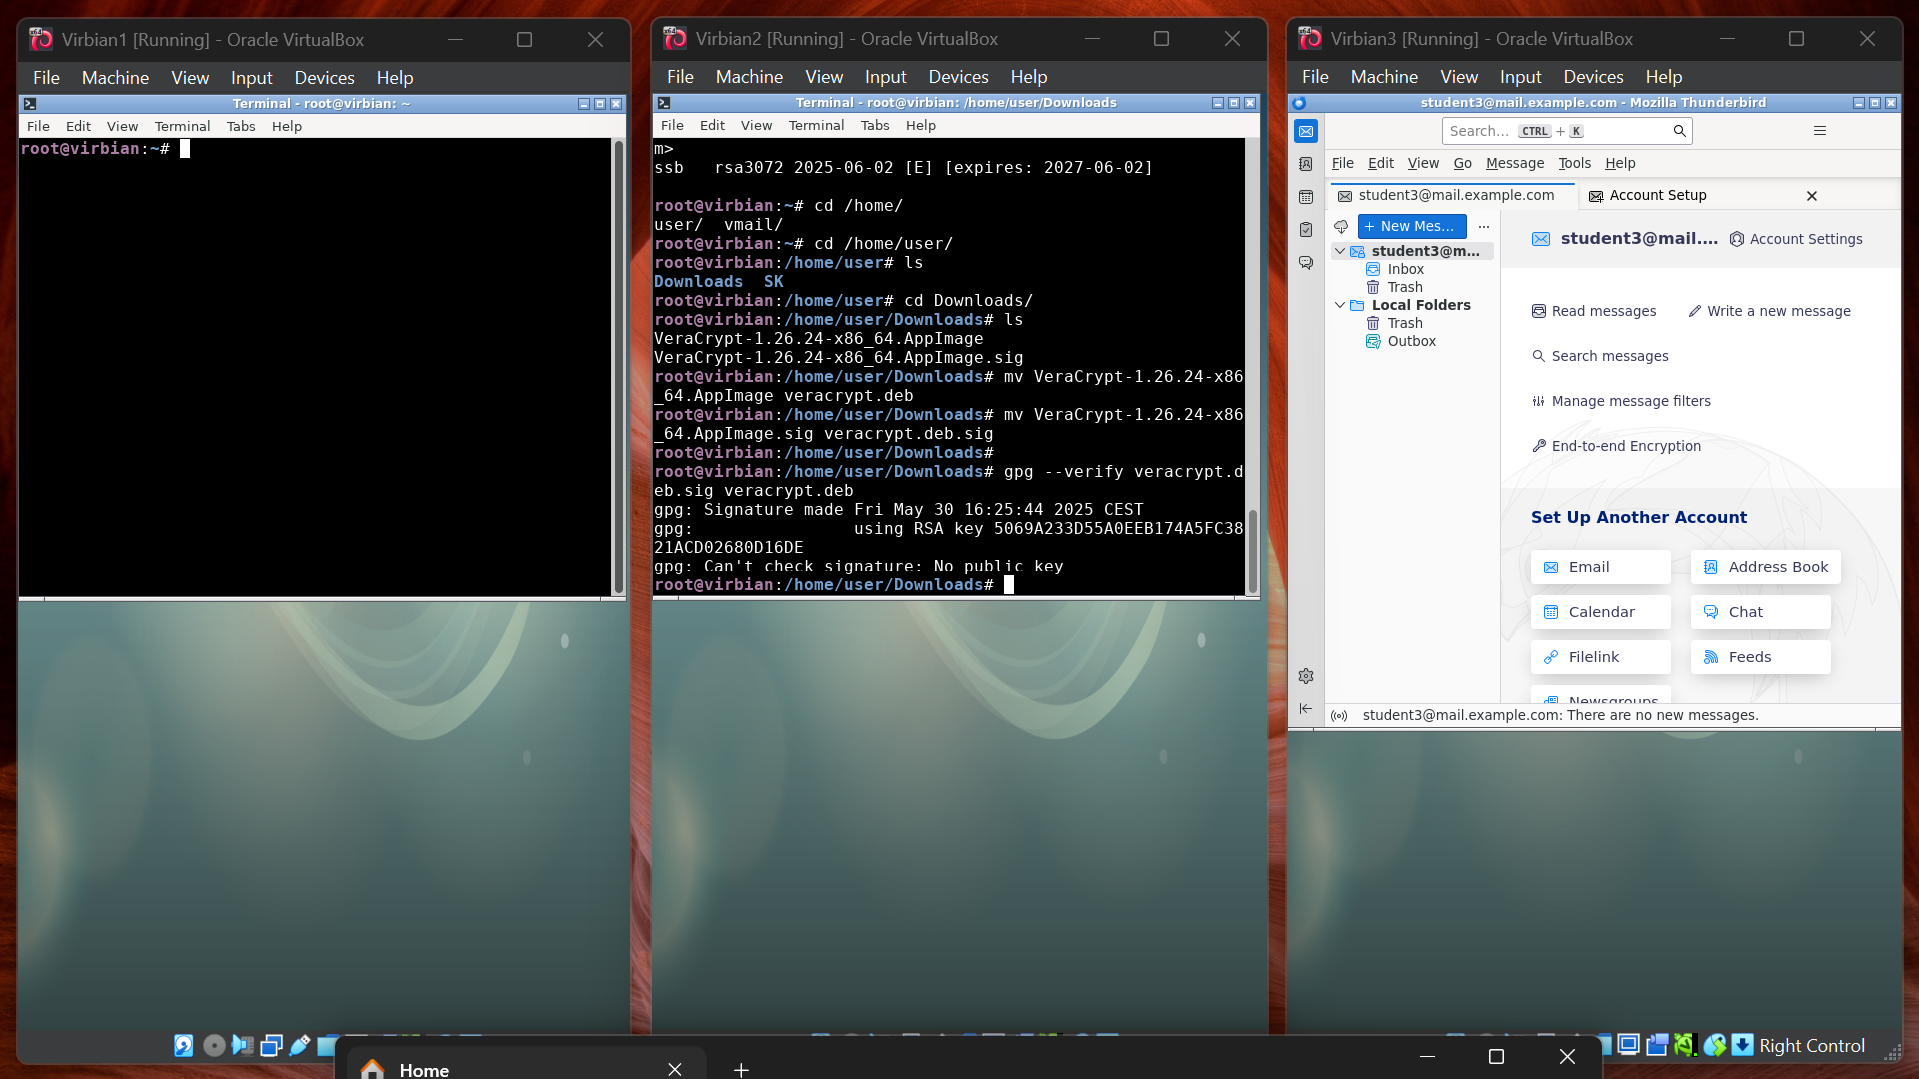 Virbian1 [Running] - Oracle VirtualBox
File Machine View Input Devices Help
Terminal - root@virbian: ~
File Edit View Terminal Tabs Help
root@virbian:~#
Virbian2 [Running] - Oracle VirtualBox
File Machine View Input Devices Help
Terminal - root@virbian: /home/user/Downloads
File Edit View Terminal Tabs Help
m>
ssb   rsa3072 2025-06-02 [E] [expires: 2027-06-02]
root@virbian:~# cd /home/
user/  vmail/
root@virbian:~# cd /home/user/
root@virbian:/home/user# ls
Downloads  SK
root@virbian:/home/user# cd Downloads/
root@virbian:/home/user/Downloads# ls
VeraCrypt-1.26.24-x86_64.AppImage
VeraCrypt-1.26.24-x86_64.AppImage.sig
root@virbian:/home/user/Downloads# mv VeraCrypt-1.26.24-x86
_64.AppImage veracrypt.deb
root@virbian:/home/user/Downloads# mv VeraCrypt-1.26.24-x86
_64.AppImage.sig veracrypt.deb.sig
root@virbian:/home/user/Downloads#
root@virbian:/home/user/Downloads# gpg --verify veracrypt.d
eb.sig veracrypt.deb
gpg: Signature made Fri May 30 16:25:44 2025 CEST
gpg:                using RSA key 5069A233D55A0EEB174A5FC38
21ACD02680D16DE
gpg: Can't check signature: No public key
root@virbian:/home/user/Downloads#
Virbian3 [Running] - Oracle VirtualBox
File Machine View Input Devices Help
student3@mail.example.com - Mozilla Thunderbird
Search... CTRL + K
File Edit View Go Message Tools Help
student3@mail.example.com
Account Setup
+ New Mes...
student3@m...
Inbox
Trash
Local Folders
Trash
Outbox
student3@mail....
Account Settings
Read messages
Write a new message
Search messages
Manage message filters
End-to-end Encryption
Set Up Another Account
Email
Address Book
Calendar
Chat
Filelink
Feeds
Newsgroups
student3@mail.example.com: There are no new messages.
Right Control
Home